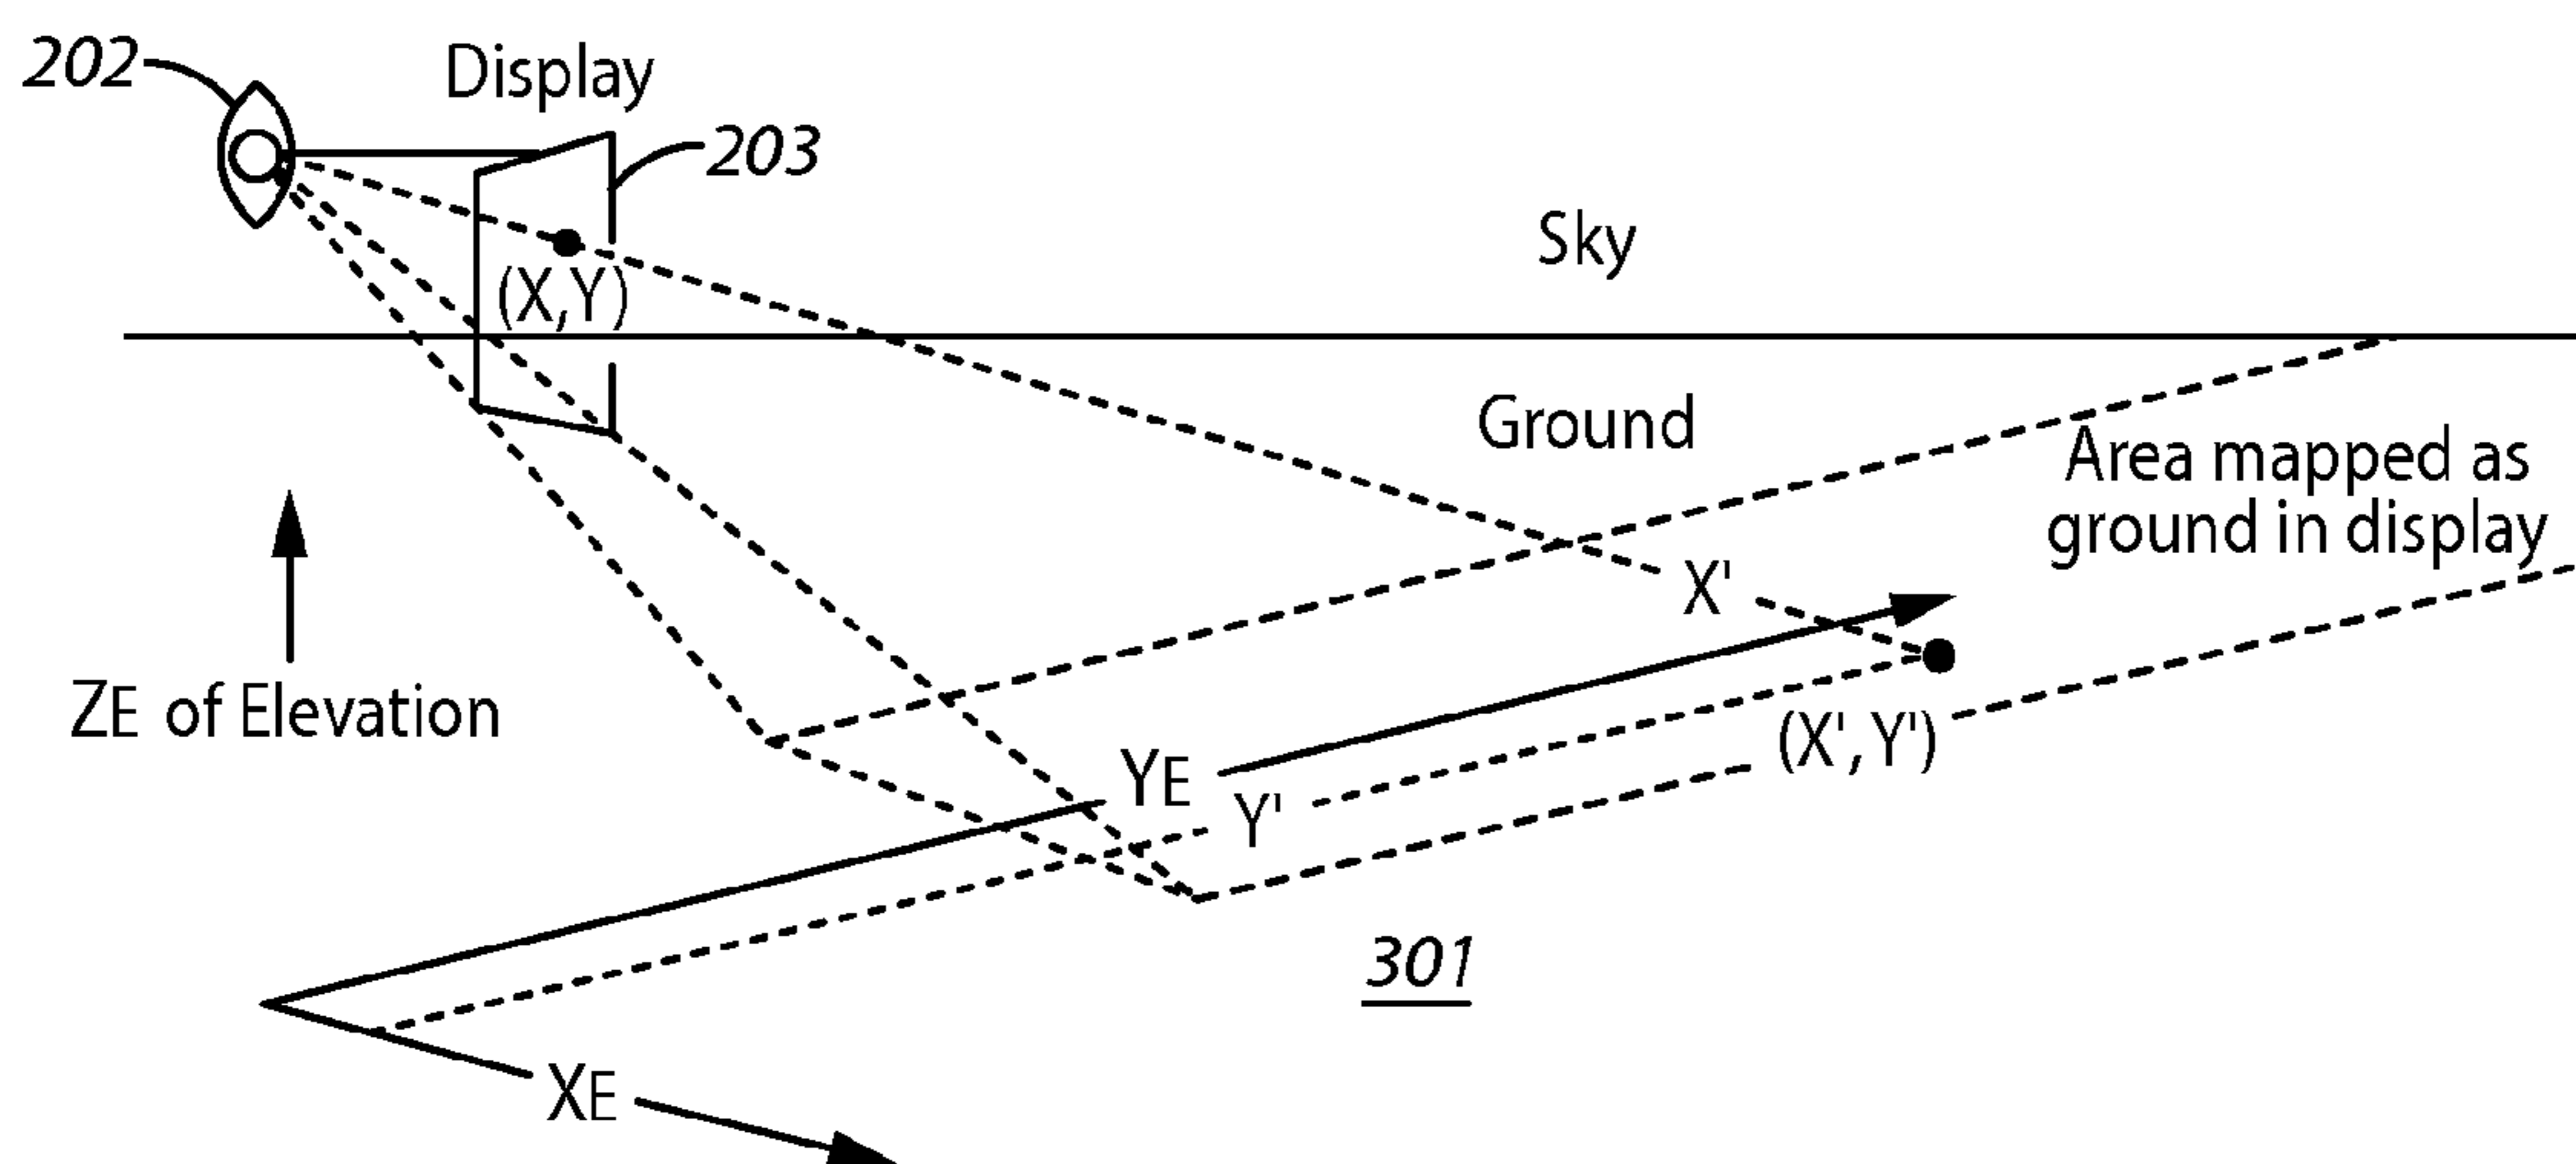 202
Display
203
(X,Y)
Sky
Ground
Area mapped as
ground in display
X'
ZE of Elevation
(X',Y')
YE
Y'
301
XE